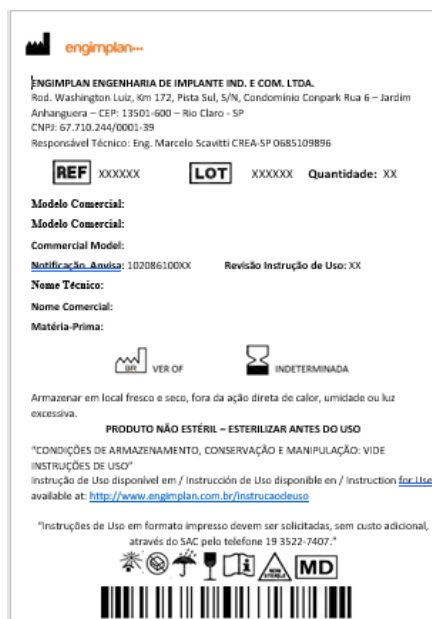 engimplan
ENGIMPLAN ENGENHARIA DE IMPLANTE IND. E COM. LTDA.
Rod. Washington Luiz, Km 172, Pista Sul, S/N, Condomínio Conpark Rua 6 – Jardim
Anhanguera – CEP: 13501-600 – Rio Claro - SP
CNPJ: 67.710.244/0001-39
Responsável Técnico: Eng. Marcelo Scavitti CREA-SP 0685109896
REF XXXXXX LOT XXXXXX Quantidade: XX
Modelo Comercial:
Modelo Comercial:
Commercial Model:
Notificação Anvisa: 102086100XX Revisão Instrução de Uso: XX
Nome Técnico:
Nome Comercial:
Matéria-Prima:
BR VER OF INDETERMINADA
Armazenar em local fresco e seco, fora da ação direta de calor, umidade ou luz
excessiva.
PRODUTO NÃO ESTÉRIL – ESTERILIZAR ANTES DO USO
"CONDIÇÕES DE ARMAZENAMENTO, CONSERVAÇÃO E MANIPULAÇÃO: VIDE
INSTRUÇÕES DE USO"
Instrução de Uso disponível em / Instrucción de Uso disponible en / Instruction for Use
available at: http://www.engimplan.com.br/instrucaodeuso
"Instruções de Uso em formato impresso devem ser solicitadas, sem custo adicional,
através do SAC pelo telefone 19 3522-7407."
MD